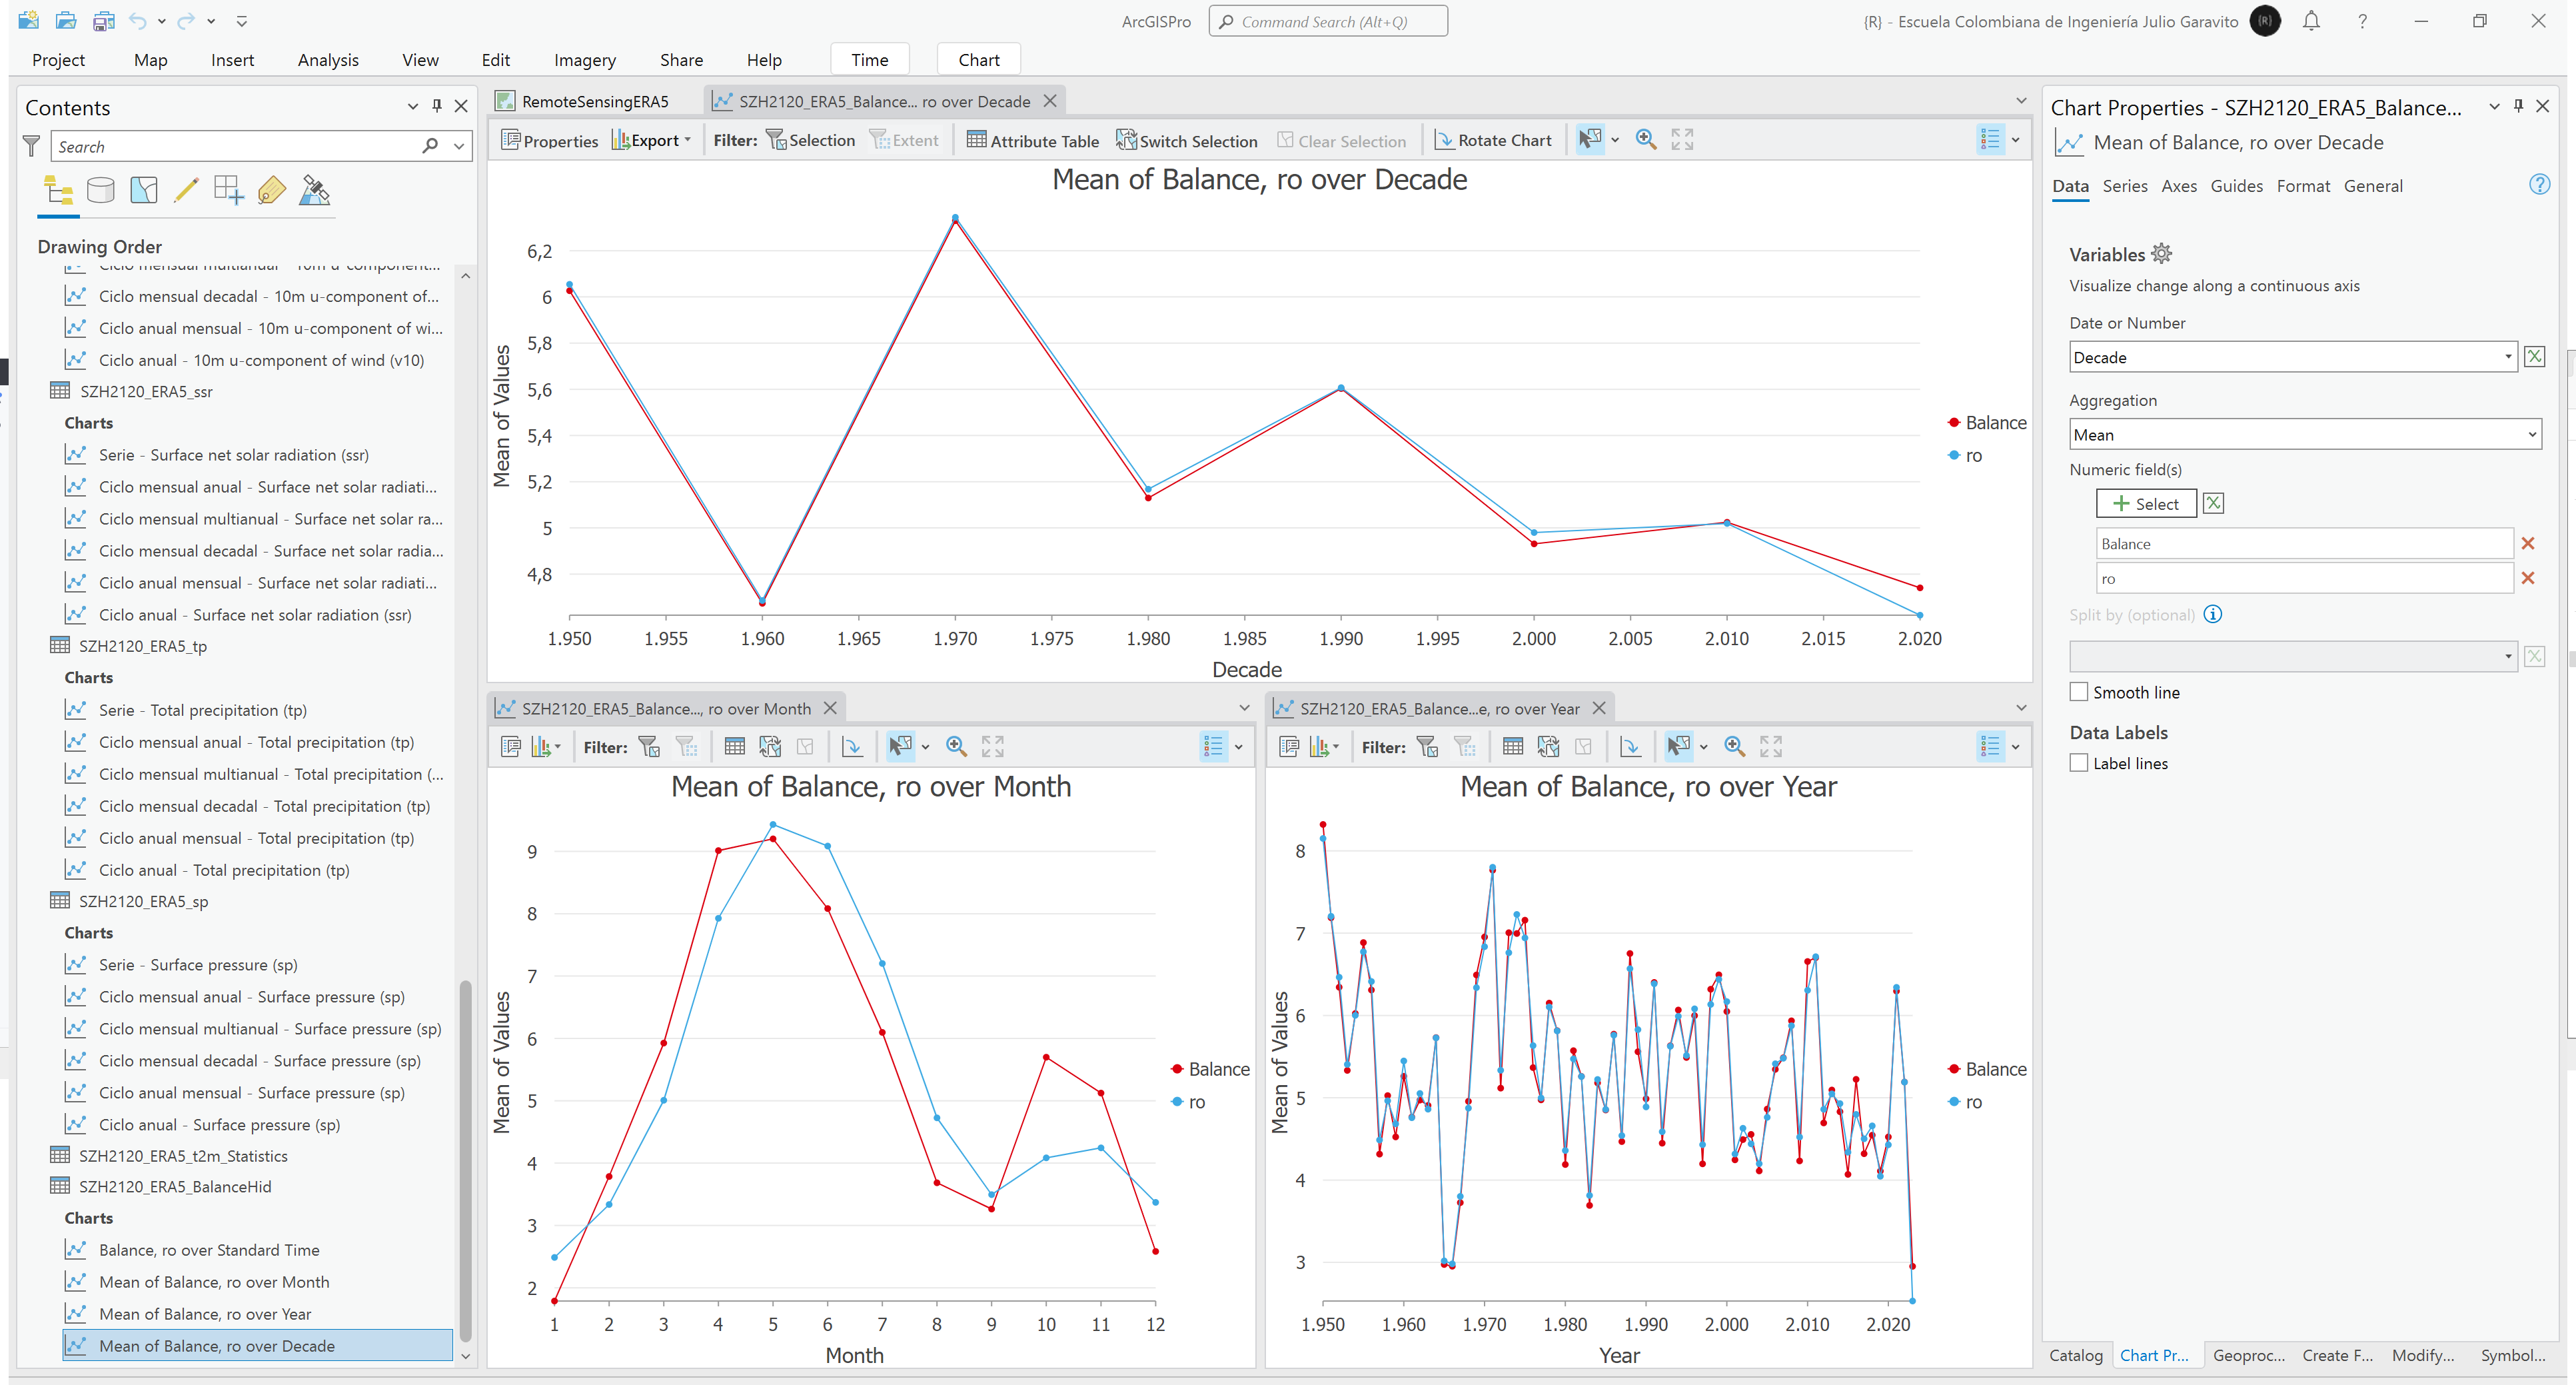 ArcGISPro
Command Search (Alt+Q)
{R} - Escuela Colombiana de Ingeniería Julio Garavito
{R}
?
Project Map Insert Analysis View Edit Imagery Share Help Time Chart
Contents
Search
Drawing Order
Ciclo mensual multianual - 10m u-component...
Ciclo mensual decadal - 10m u-component of...
Ciclo anual mensual - 10m u-component of wi...
Ciclo anual - 10m u-component of wind (v10)
SZH2120_ERA5_ssr
Charts
Serie - Surface net solar radiation (ssr)
Ciclo mensual anual - Surface net solar radiati...
Ciclo mensual multianual - Surface net solar ra...
Ciclo mensual decadal - Surface net solar radia...
Ciclo anual mensual - Surface net solar radiati...
Ciclo anual - Surface net solar radiation (ssr)
SZH2120_ERA5_tp
Charts
Serie - Total precipitation (tp)
Ciclo mensual anual - Total precipitation (tp)
Ciclo mensual multianual - Total precipitation (...
Ciclo mensual decadal - Total precipitation (tp)
Ciclo anual mensual - Total precipitation (tp)
Ciclo anual - Total precipitation (tp)
SZH2120_ERA5_sp
Charts
Serie - Surface pressure (sp)
Ciclo mensual anual - Surface pressure (sp)
Ciclo mensual multianual - Surface pressure (sp)
Ciclo mensual decadal - Surface pressure (sp)
Ciclo anual mensual - Surface pressure (sp)
Ciclo anual - Surface pressure (sp)
SZH2120_ERA5_t2m_Statistics
SZH2120_ERA5_BalanceHid
Charts
Balance, ro over Standard Time
Mean of Balance, ro over Month
Mean of Balance, ro over Year
Mean of Balance, ro over Decade
RemoteSensingERA5
SZH2120_ERA5_Balance... ro over Decade
Properties Export Filter: Selection Extent Attribute Table Switch Selection Clear Selection Rotate Chart
Mean of Balance, ro over Decade
Mean of Values
6,2
6
5,8
5,6
5,4
5,2
5
4,8
1.950 1.955 1.960 1.965 1.970 1.975 1.980 1.985 1.990 1.995 2.000 2.005 2.010 2.015 2.020
Decade
Balance
ro
SZH2120_ERA5_Balance..., ro over Month
Filter:
Mean of Balance, ro over Month
Mean of Values
9
8
7
6
5
4
3
2
1 2 3 4 5 6 7 8 9 10 11 12
Month
Balance
ro
SZH2120_ERA5_Balance...e, ro over Year
Filter:
Mean of Balance, ro over Year
Mean of Values
8
7
6
5
4
3
1.950 1.960 1.970 1.980 1.990 2.000 2.010 2.020
Year
Balance
ro
Chart Properties - SZH2120_ERA5_Balance...
Mean of Balance, ro over Decade
Data Series Axes Guides Format General
?
Variables
Visualize change along a continuous axis
Date or Number
Decade
Aggregation
Mean
Numeric field(s)
Select
Balance
ro
Split by (optional)
Smooth line
Data Labels
Label lines
Catalog Chart Pr... Geoproc... Create F... Modify... Symbol...